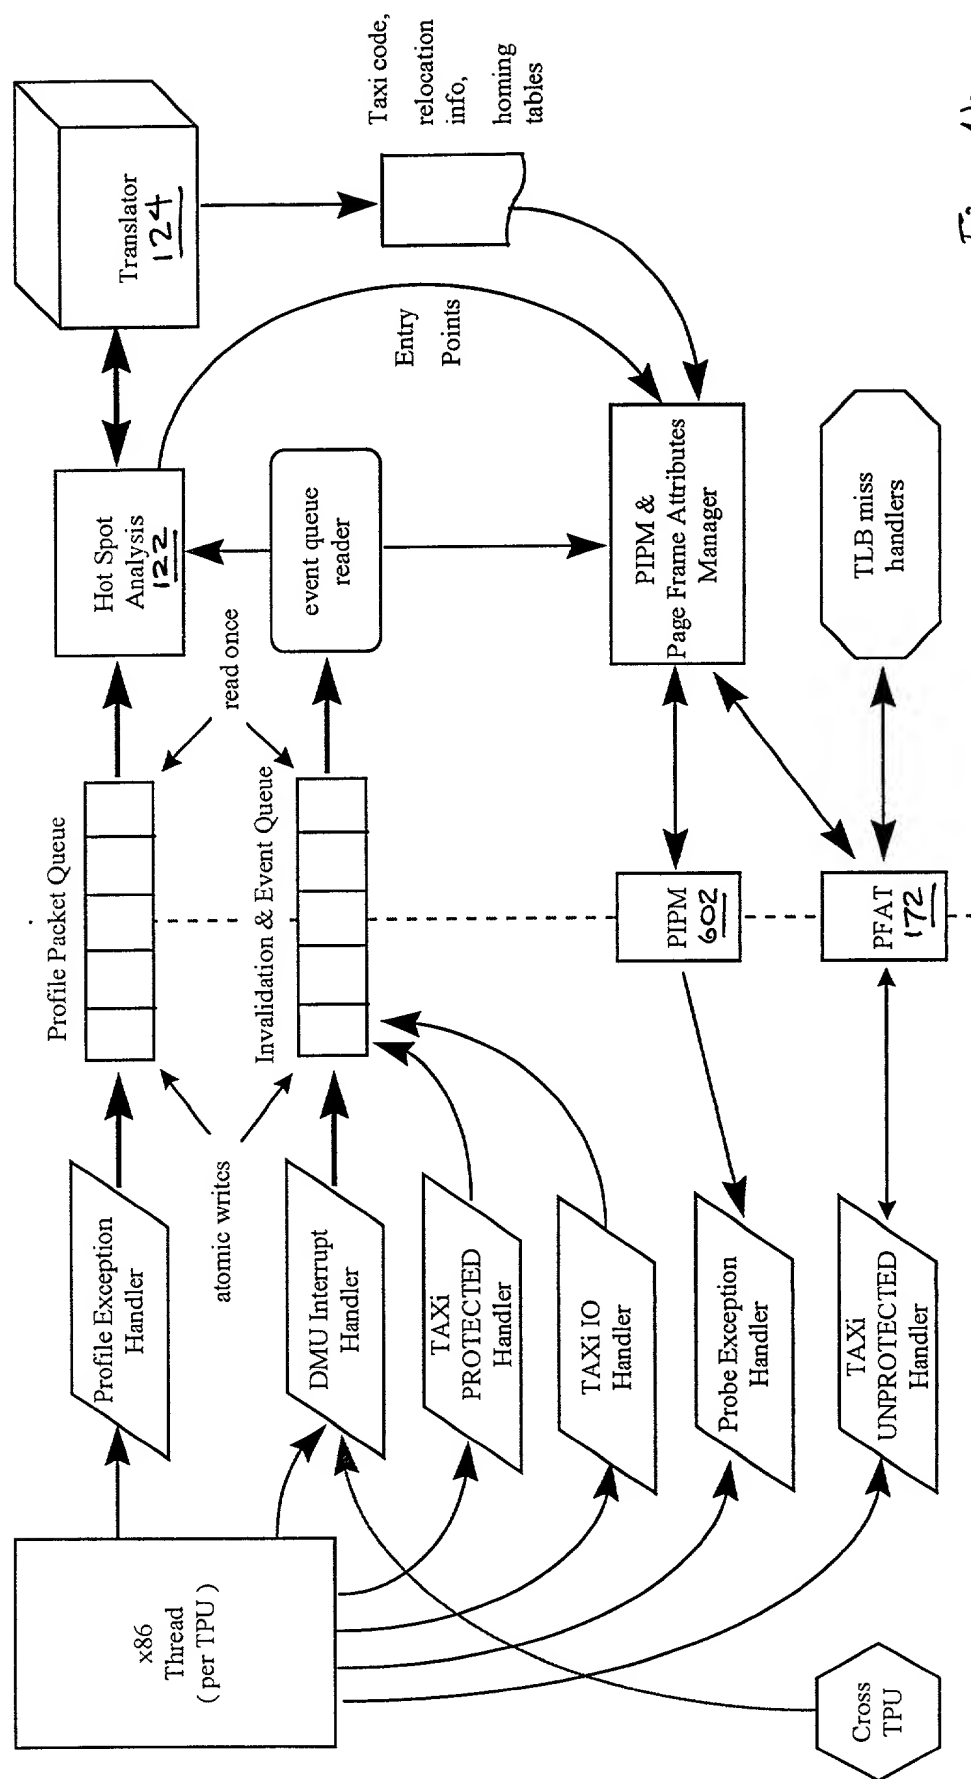 x86
Thread
( per TPU )
Cross
TPU
Profile Exception
Handler
DMU Interrupt
Handler
TAXi
PROTECTED
Handler
TAXi IO
Handler
Probe Exception
Handler
TAXi
UNPROTECTED
Handler
atomic writes
Profile Packet Queue
Invalidation & Event Queue
read once
PIPM
602
PFAT
172
Hot Spot
Analysis
122
event queue
reader
PIPM &
Page Frame Attributes
Manager
TLB miss
handlers
Translator
124
Entry
Points
Taxi code,
relocation
info,
homing
tables